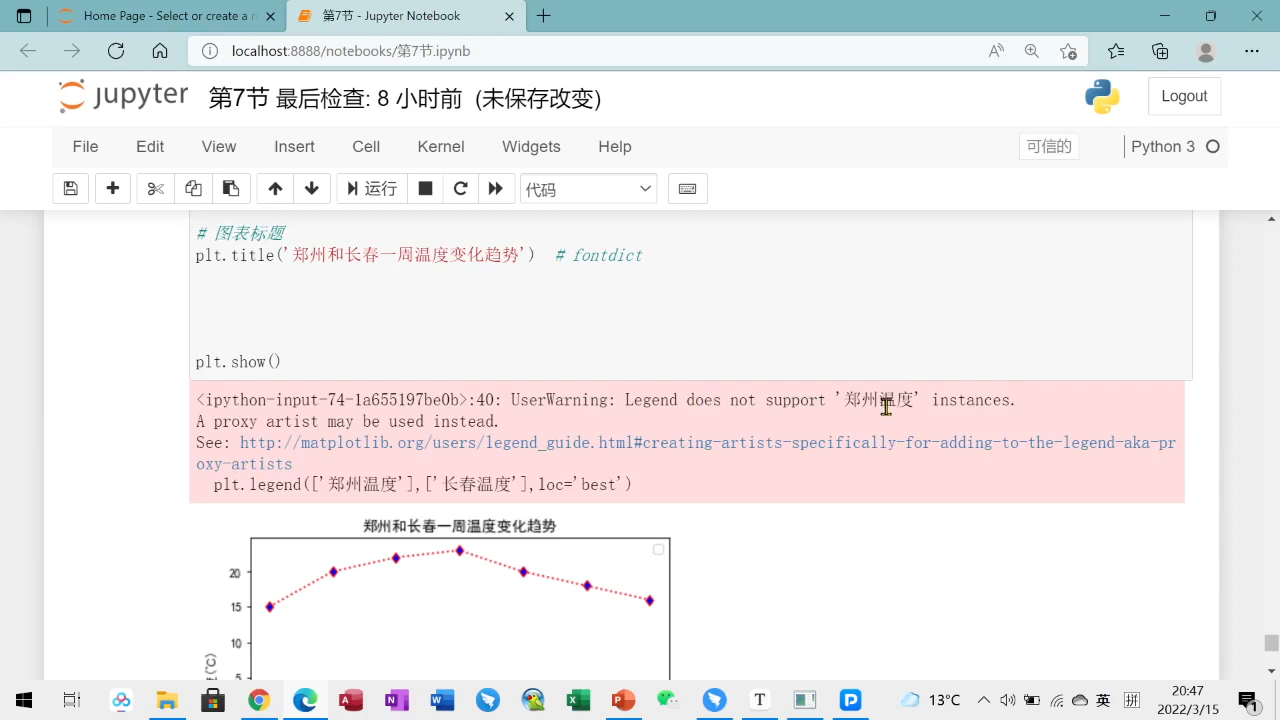 Home Page - Select or create a
第7节 - Jupyter Notebook
localhost:8888/notebooks/第7节.ipynb
jupyter 第7节 最后检查: 8 小时前 (未保存改变)
Logout
File Edit View Insert Cell Kernel Widgets Help
可信的
Python 3
运行
代码
# 图表标题
plt.title('郑州和长春一周温度变化趋势') # fontdict
plt.show()
<ipython-input-74-1a655197be0b>:40: UserWarning: Legend does not support '郑州温度' instances.
A proxy artist may be used instead.
See: http://matplotlib.org/users/legend_guide.html#creating-artists-specifically-for-adding-to-the-legend-aka-pr
oxy-artists
plt.legend(['郑州温度'],['长春温度'],loc='best')
郑州和长春一周温度变化趋势
20
15
10
(℃)
5
13°C
英
拼
20:47
2022/3/15
1